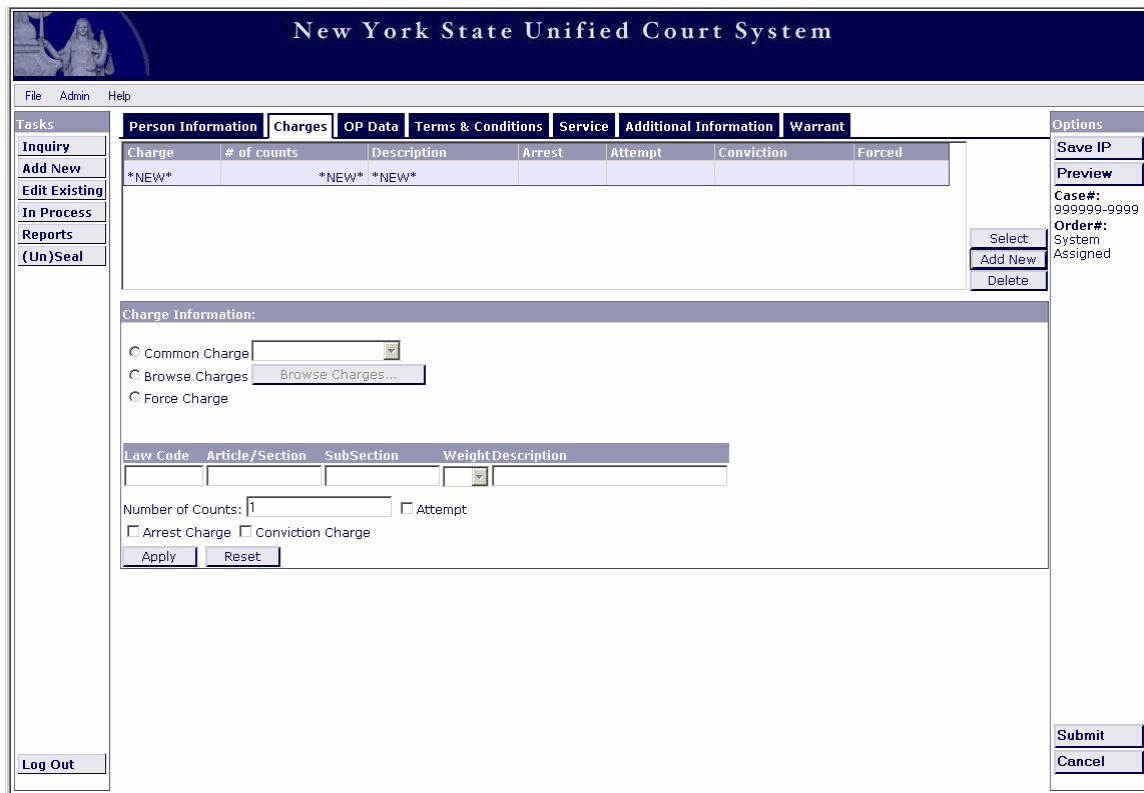 New York State Unified Court System
File Admin Help
Tasks
Inquiry
Add New
Edit Existing
In Process
Reports
(Un)Seal
Log Out
Person Information Charges OP Data Terms & Conditions Service Additional Information Warrant
Charge # of counts Description Arrest Attempt Conviction Forced
*NEW* *NEW* *NEW*
Select
Add New
Delete
Charge Information:
Common Charge
Browse Charges Browse Charges...
Force Charge
Law Code Article/Section SubSection Weight Description
Number of Counts: 1 Attempt
Arrest Charge Conviction Charge
Apply Reset
Options
Save IP
Preview
Case#:
999999-9999
Order#:
System
Assigned
Submit
Cancel